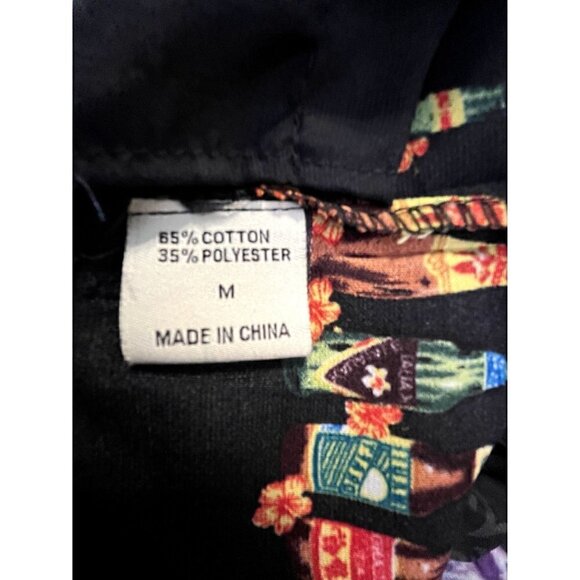 65% COTTON
35% POLYESTER
M
MADE IN CHINA